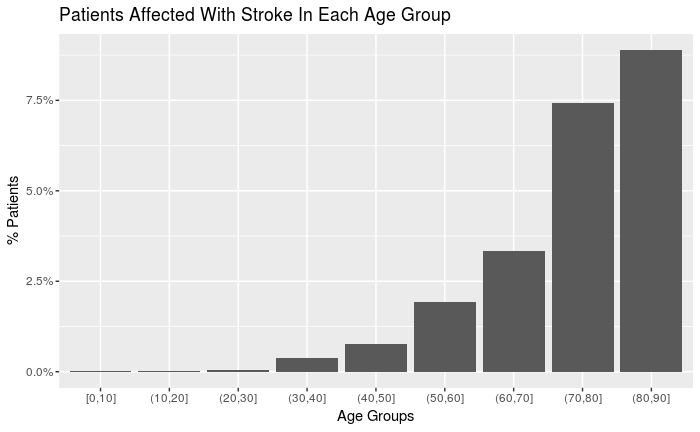 Patients Affected With Stroke In Each Age Group
% Patients
7.5%
5.0%
2.5%
0.0%
[0,10] (10,20] (20,30] (30,40] (40,50] (50,60] (60,70] (70,80] (80,90]
Age Groups